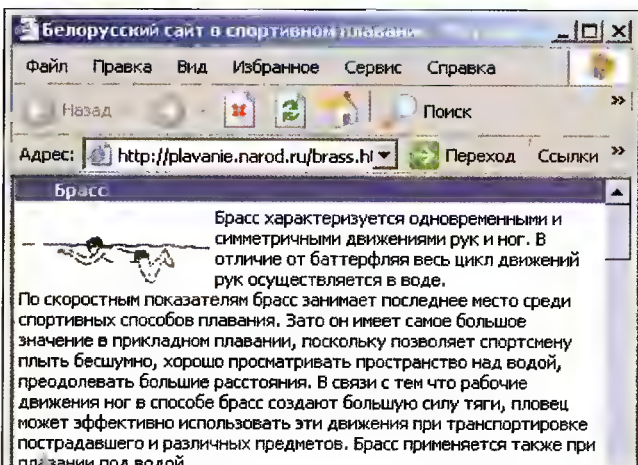 Белорусский сайт о спортивном плавании
Файл Правка Вид Избранное Сервис Справка
Назад Поиск »
Адрес: http://plavanie.narod.ru/brass.ht Переход Ссылки »
Брасс
Брасс характеризуется одновременными и
симметричными движениями рук и ног. В
отличие от баттерфляя весь цикл движений
рук осуществляется в воде.
По скоростным показателям брасс занимает последнее место среди
спортивных способов плавания. Зато он имеет самое большое
значение в прикладном плавании, поскольку позволяет спортсмену
плыть бесшумно, хорошо просматривать пространство над водой,
преодолевать большие расстояния. В связи с тем что рабочие
движения ног в способе брасс создают большую силу тяги, пловец
может эффективно использовать эти движения при транспортировке
пострадавшего и различных предметов. Брасс применяется также при
плавании под водой